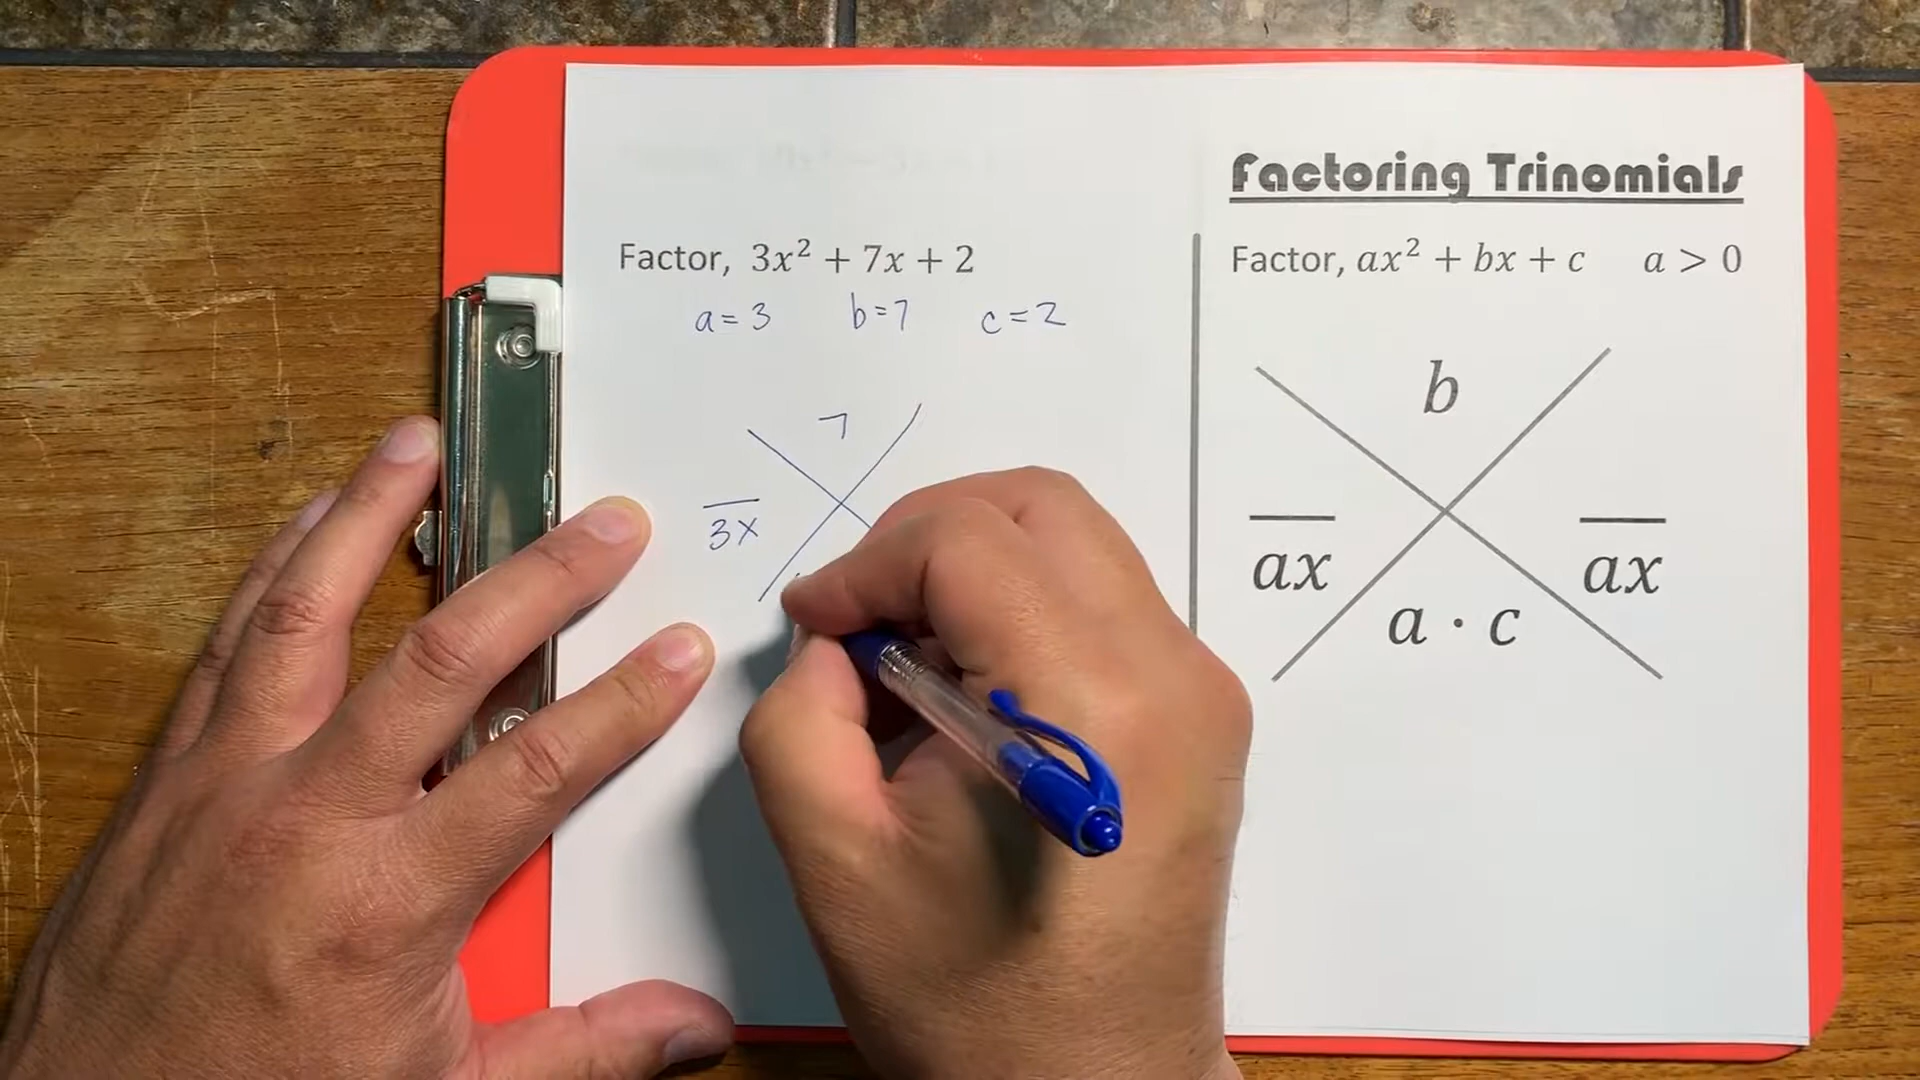 Factoring Trinomials
Factor, 3x² + 7x + 2
a = 3 b = 7 c = 2
7
3x
Factor, ax² + bx + c a > 0
b
ax ax
a · c